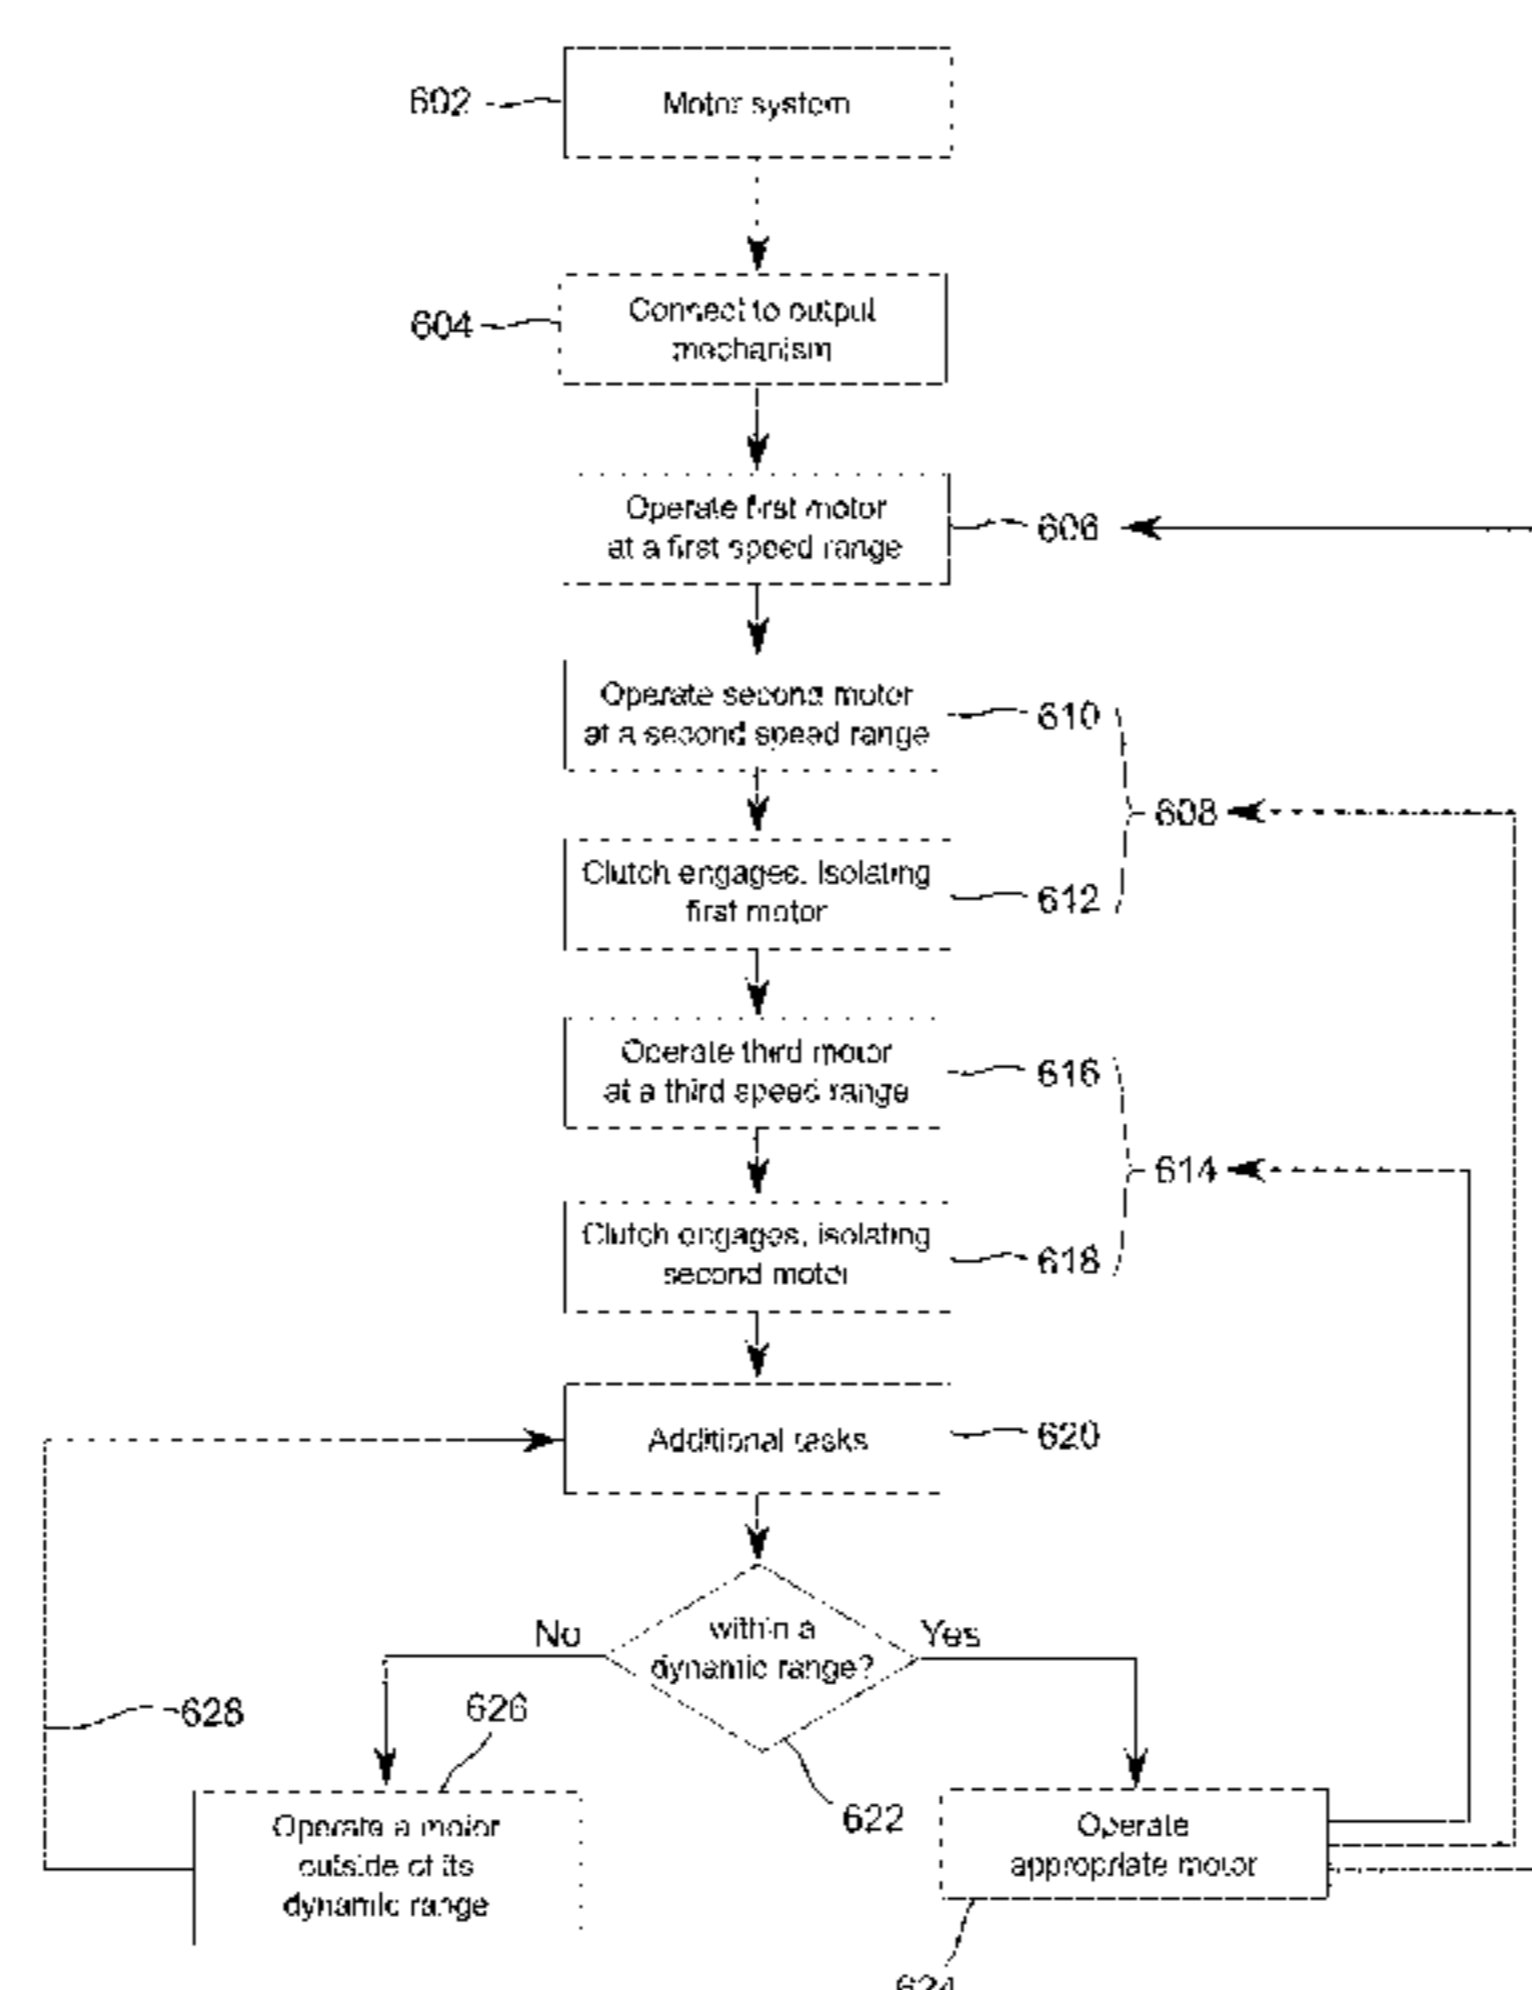 602
Motor system
604
Connect to output
mechanism
Operate first motor
at a first speed range
606
Operate second motor
at a second speed range
610
608
Clutch engages, isolating
first motor
612
Operate third motor
at a third speed range
616
614
Clutch engages, isolating
second motor
618
Additional tasks
620
No
within a
dynamic range?
Yes
628
626
622
Operate a motor
outside of its
dynamic range
Operate
appropriate motor
624